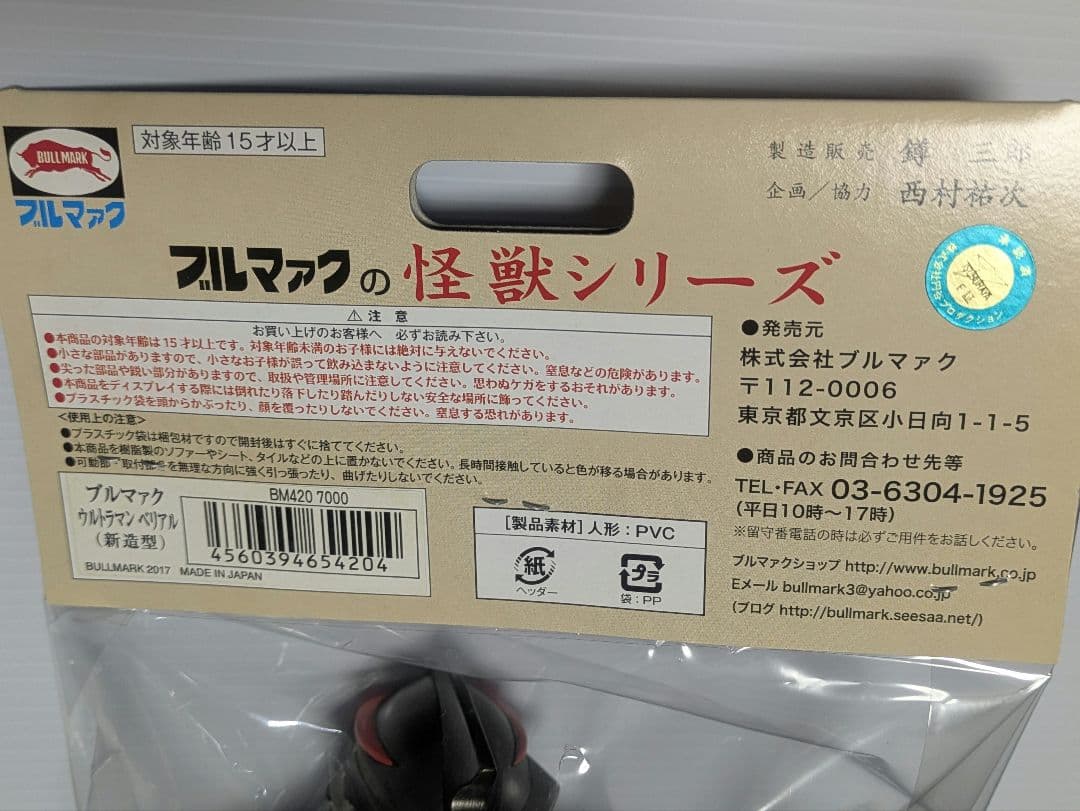 BULLMARK
ブルマァク
対象年齢15才以上
製造販売 鐏 三郎
企画／協力 西村祐次
ブルマァクの怪獣シリーズ
⚠注 意
お買い上げのお客様へ 必ずお読み下さい。
●本商品の対象年齢は15才以上です。対象年齢未満のお子様には絶対に与えないでください。
●小さな部品がありますので、小さなお子様が誤って飲み込まないように注意してください。窒息などの危険があります。
●尖った部品や鋭い部分がありますので、取扱や管理場所に注意してください。思わぬケガをするおそれがあります。
●本商品をディスプレイする際には倒れたり落下したり踏んだりしない安全な場所に飾ってください。
●プラスチック袋を頭からかぶったり、顔を覆ったりしないでください。窒息する恐れがあります。
<使用上の注意>
●プラスチック袋は梱包材ですので開封後はすぐに捨ててください。
●本商品を樹脂製のソファーやシート、タイルなどの上に置かないでください。長時間接触していると色が移る場合があります。
●可動部・取付部を無理な方向に強く引っ張ったり、曲げたりしないでください。
ブルマァク
ウルトラマン ベリアル
(新造型)
BULLMARK 2017 MADE IN JAPAN
BM420 7000
4560394654204
[製品素材]人形：PVC
紙
ヘッダー
プラ
袋：PP
円谷プロダクション
●発売元
株式会社ブルマァク
〒112-0006
東京都文京区小日向1-1-5
●商品のお問合わせ先等
TEL・FAX 03-6304-1925
(平日10時〜17時)
※留守番電話の時は必ずご用件をお話しください。
ブルマァクショップ http://www.bullmark.co.jp
Eメール bullmark3@yahoo.co.jp
(ブログ http://bullmark.seesaa.net/)